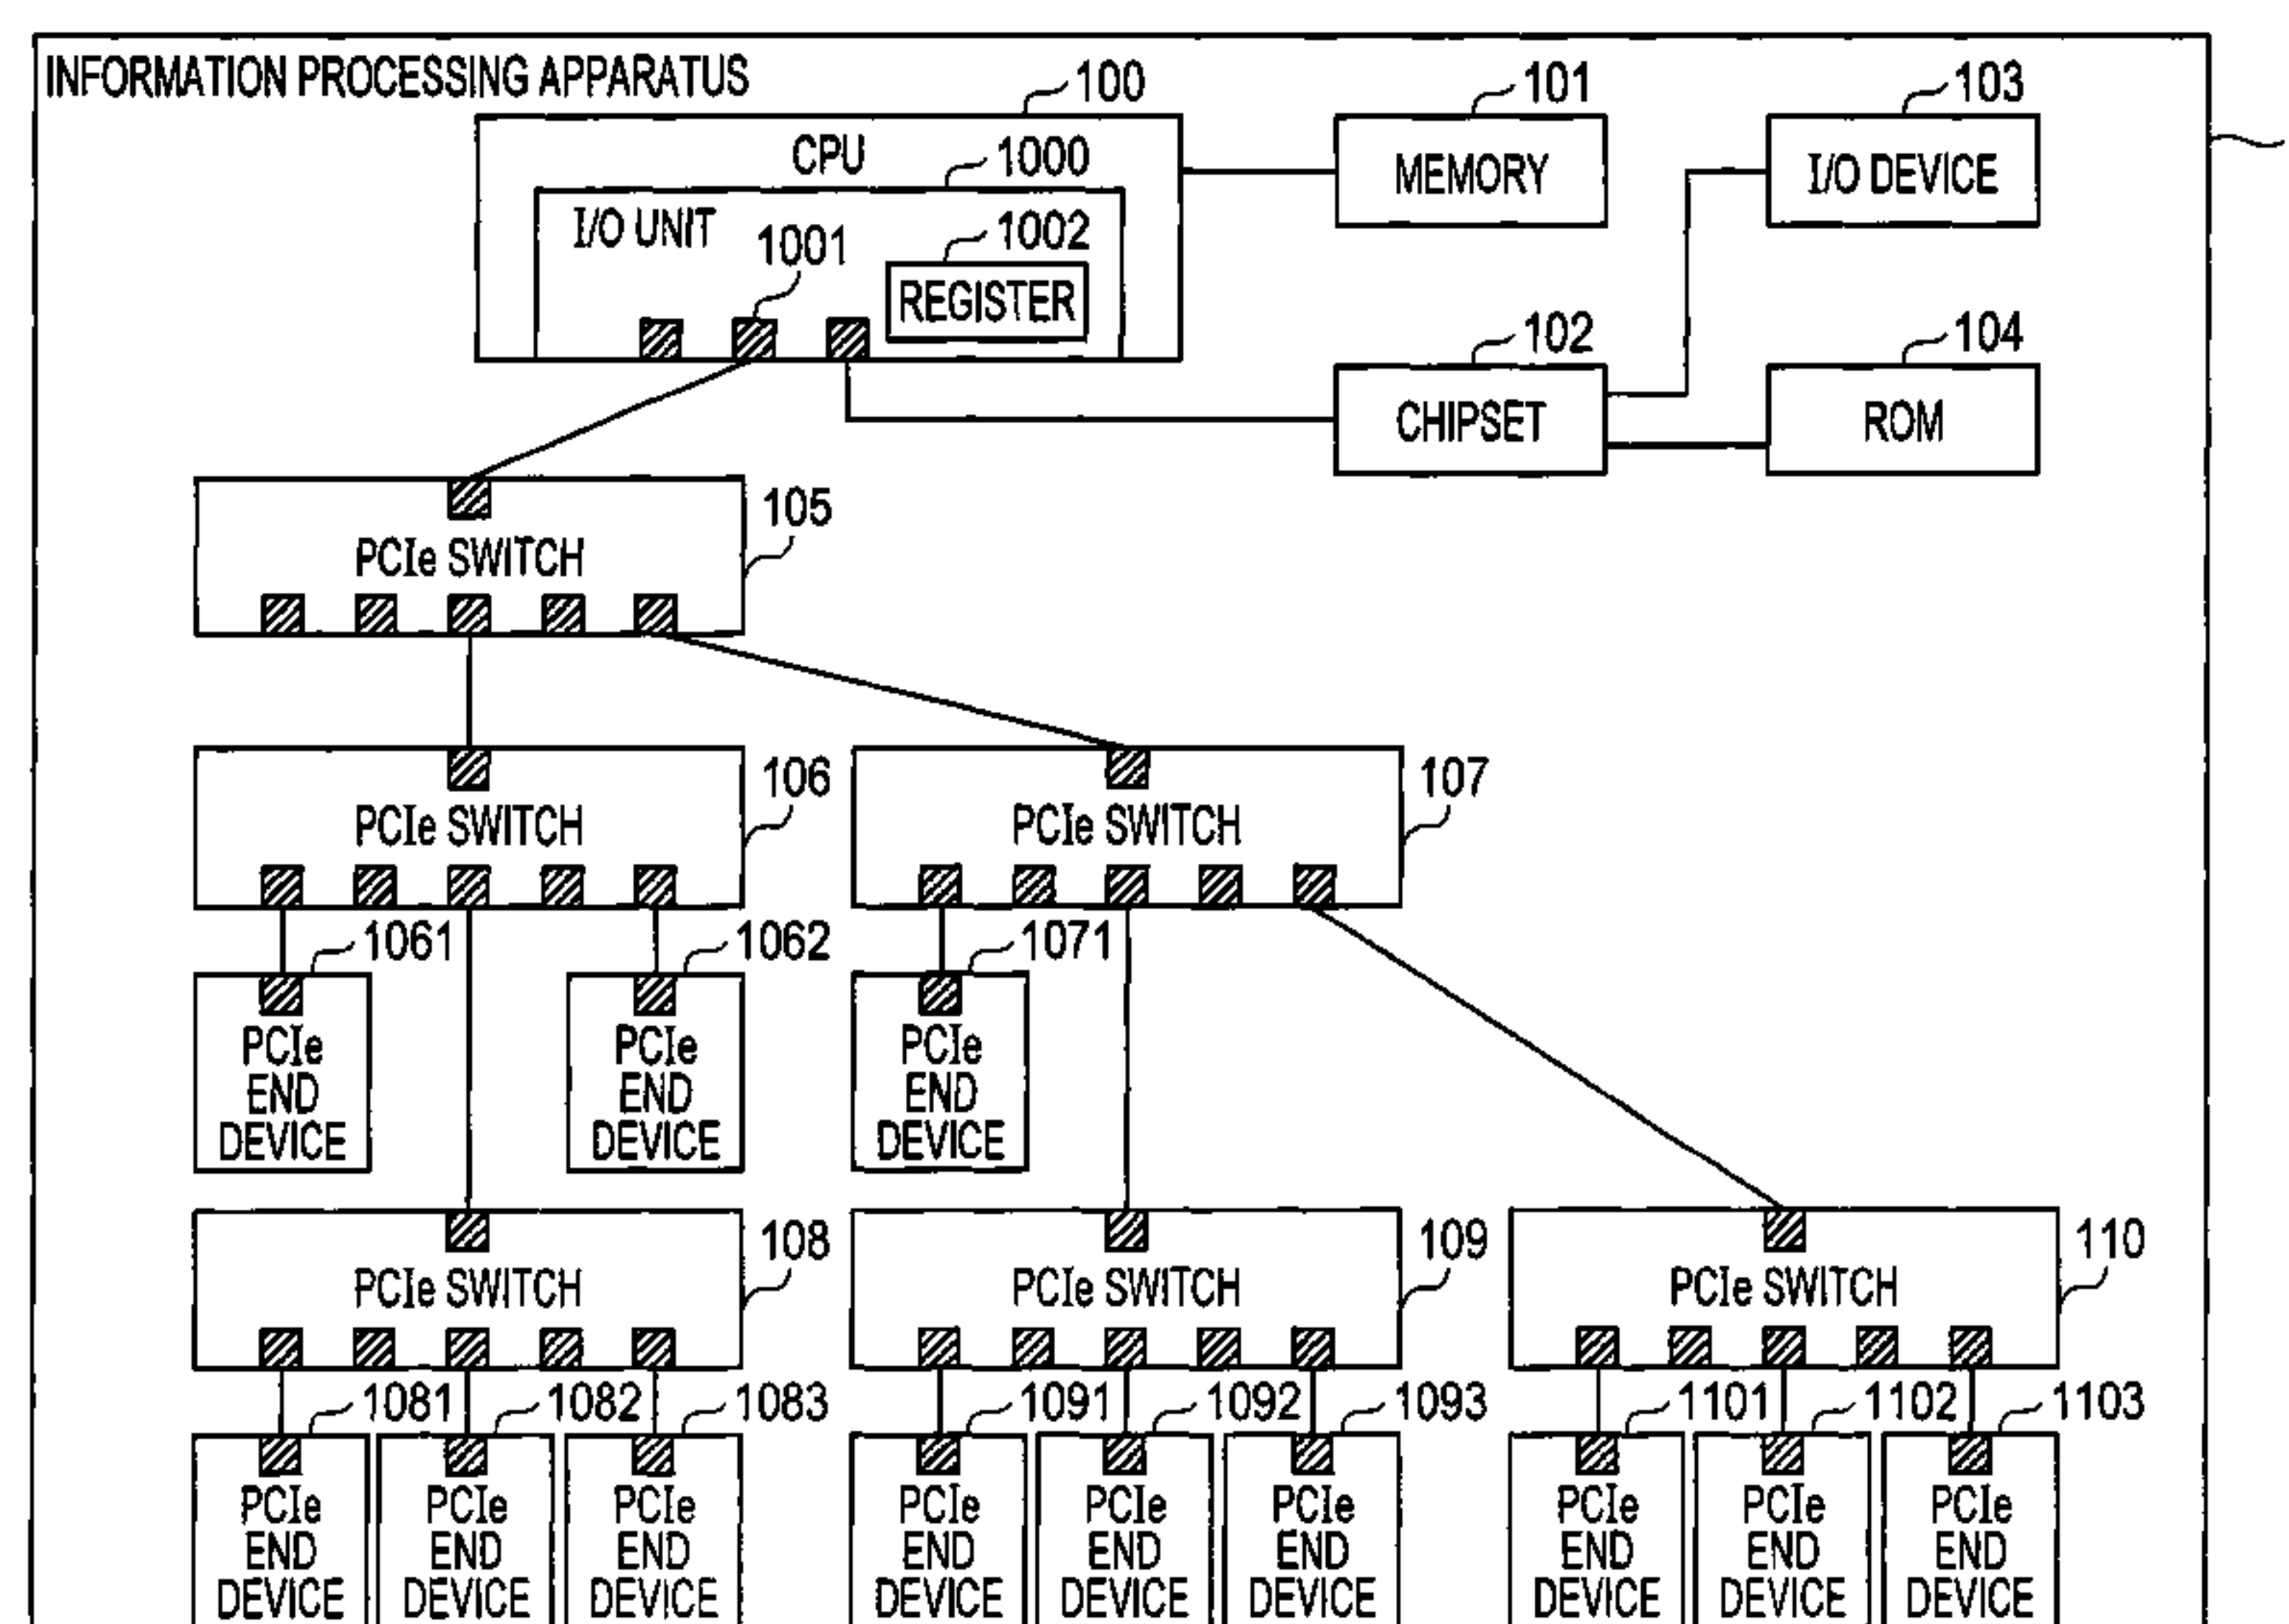 INFORMATION PROCESSING APPARATUS
100
101
103
CPU
1000
MEMORY
I/O DEVICE
I/O UNIT
1001
1002
REGISTER
102
104
CHIPSET
ROM
105
PCIe SWITCH
106
107
PCIe SWITCH
PCIe SWITCH
1061
1062
1071
PCIe
END
DEVICE
PCIe
END
DEVICE
PCIe
END
DEVICE
108
109
110
PCIe SWITCH
PCIe SWITCH
PCIe SWITCH
1081
1082
1083
1091
1092
1093
1101
1102
1103
PCIe
END
DEVICE
PCIe
END
DEVICE
PCIe
END
DEVICE
PCIe
END
DEVICE
PCIe
END
DEVICE
PCIe
END
DEVICE
PCIe
END
DEVICE
PCIe
END
DEVICE
PCIe
END
DEVICE